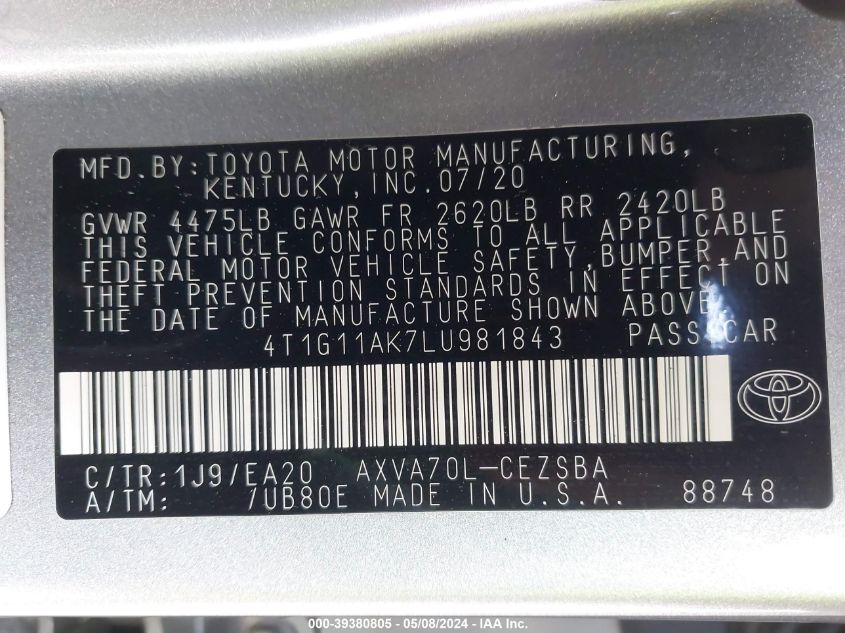 MFD.BY:TOYOTA MOTOR MANUFACTURING,
KENTUCKY,INC.07/20
GVWR 4475LB GAWR FR 2620LB RR 2420LB
THIS VEHICLE CONFORMS TO ALL APPLICABLE
FEDERAL MOTOR VEHICLE SAFETY,BUMPER,AND
THEFT PREVENTION STANDARDS IN EFFECT ON
THE DATE OF MANUFACTURE SHOWN ABOVE.
4T1G11AK7LU981843 PASS.CAR
C/TR:1J9/EA20 AXVA70L-CEZSBA
A/TM: /UB80E MADE IN U.S.A. 88748
000-39380805 - 05/08/2024 - IAA Inc.